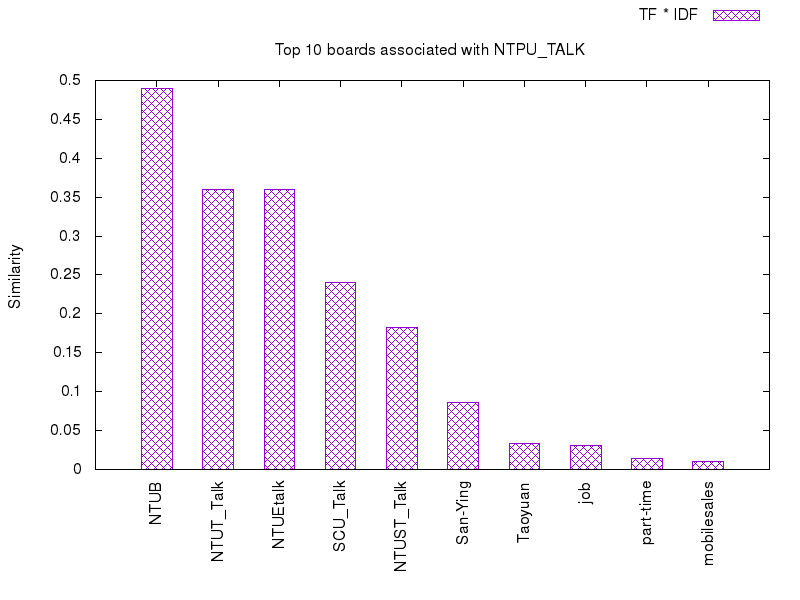 TF * IDF
Top 10 boards associated with NTPU_TALK
Similarity
0.5
0.45
0.4
0.35
0.3
0.25
0.2
0.15
0.1
0.05
0
NTUB
NTUT_Talk
NTUEtalk
SCU_Talk
NTUST_Talk
San-Ying
Taoyuan
job
part-time
mobilesales